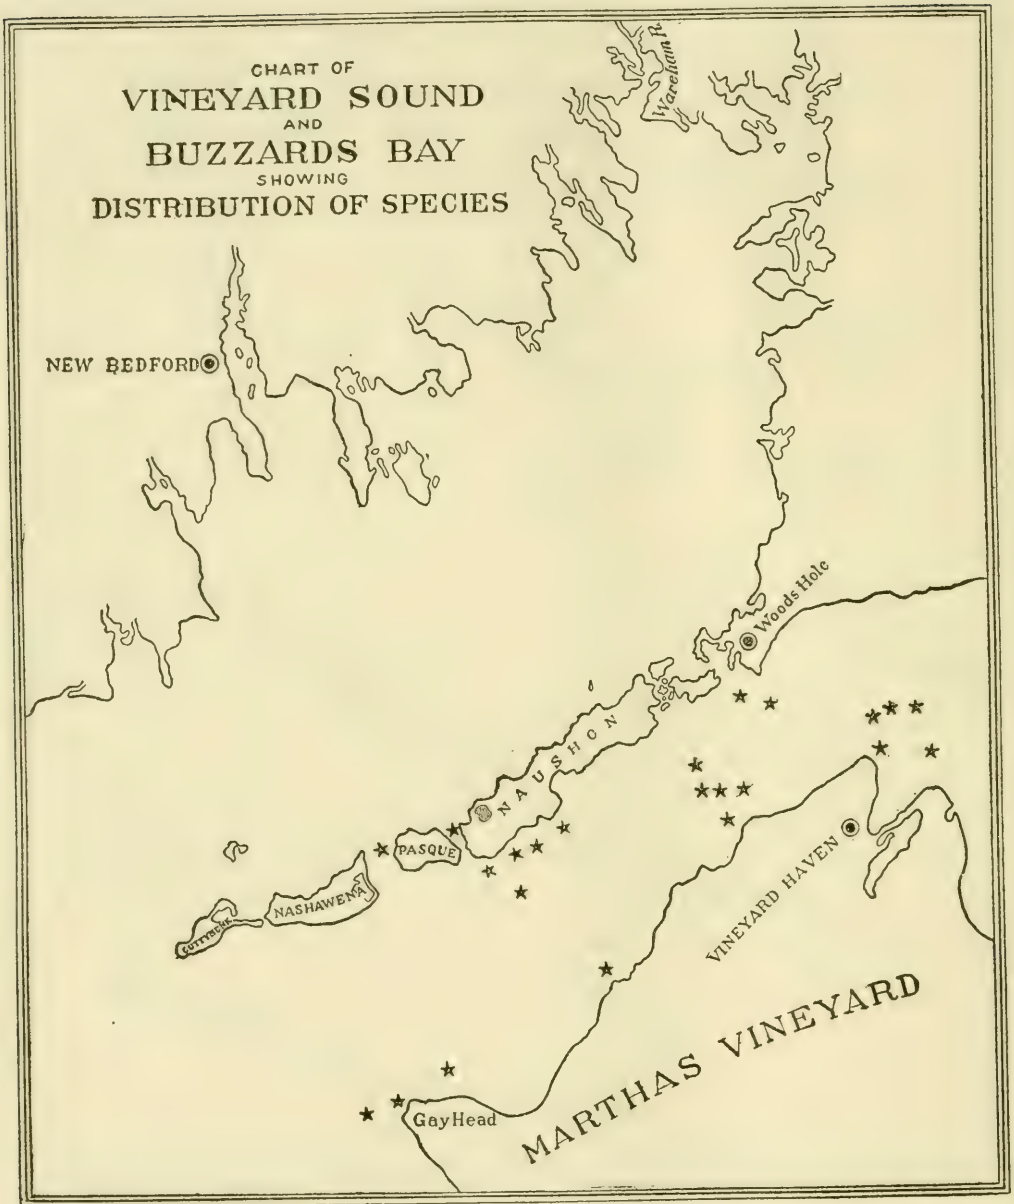 CHART OF
VINEYARD SOUND
AND
BUZZARDS BAY
SHOWING
DISTRIBUTION OF SPECIES
Wareham R.
NEW BEDFORD
Woods Hole
NAUSHON
PASQUE
NASHAWENA
CUTTYHUNK
VINEYARD HAVEN
MARTHAS VINEYARD
Gay Head